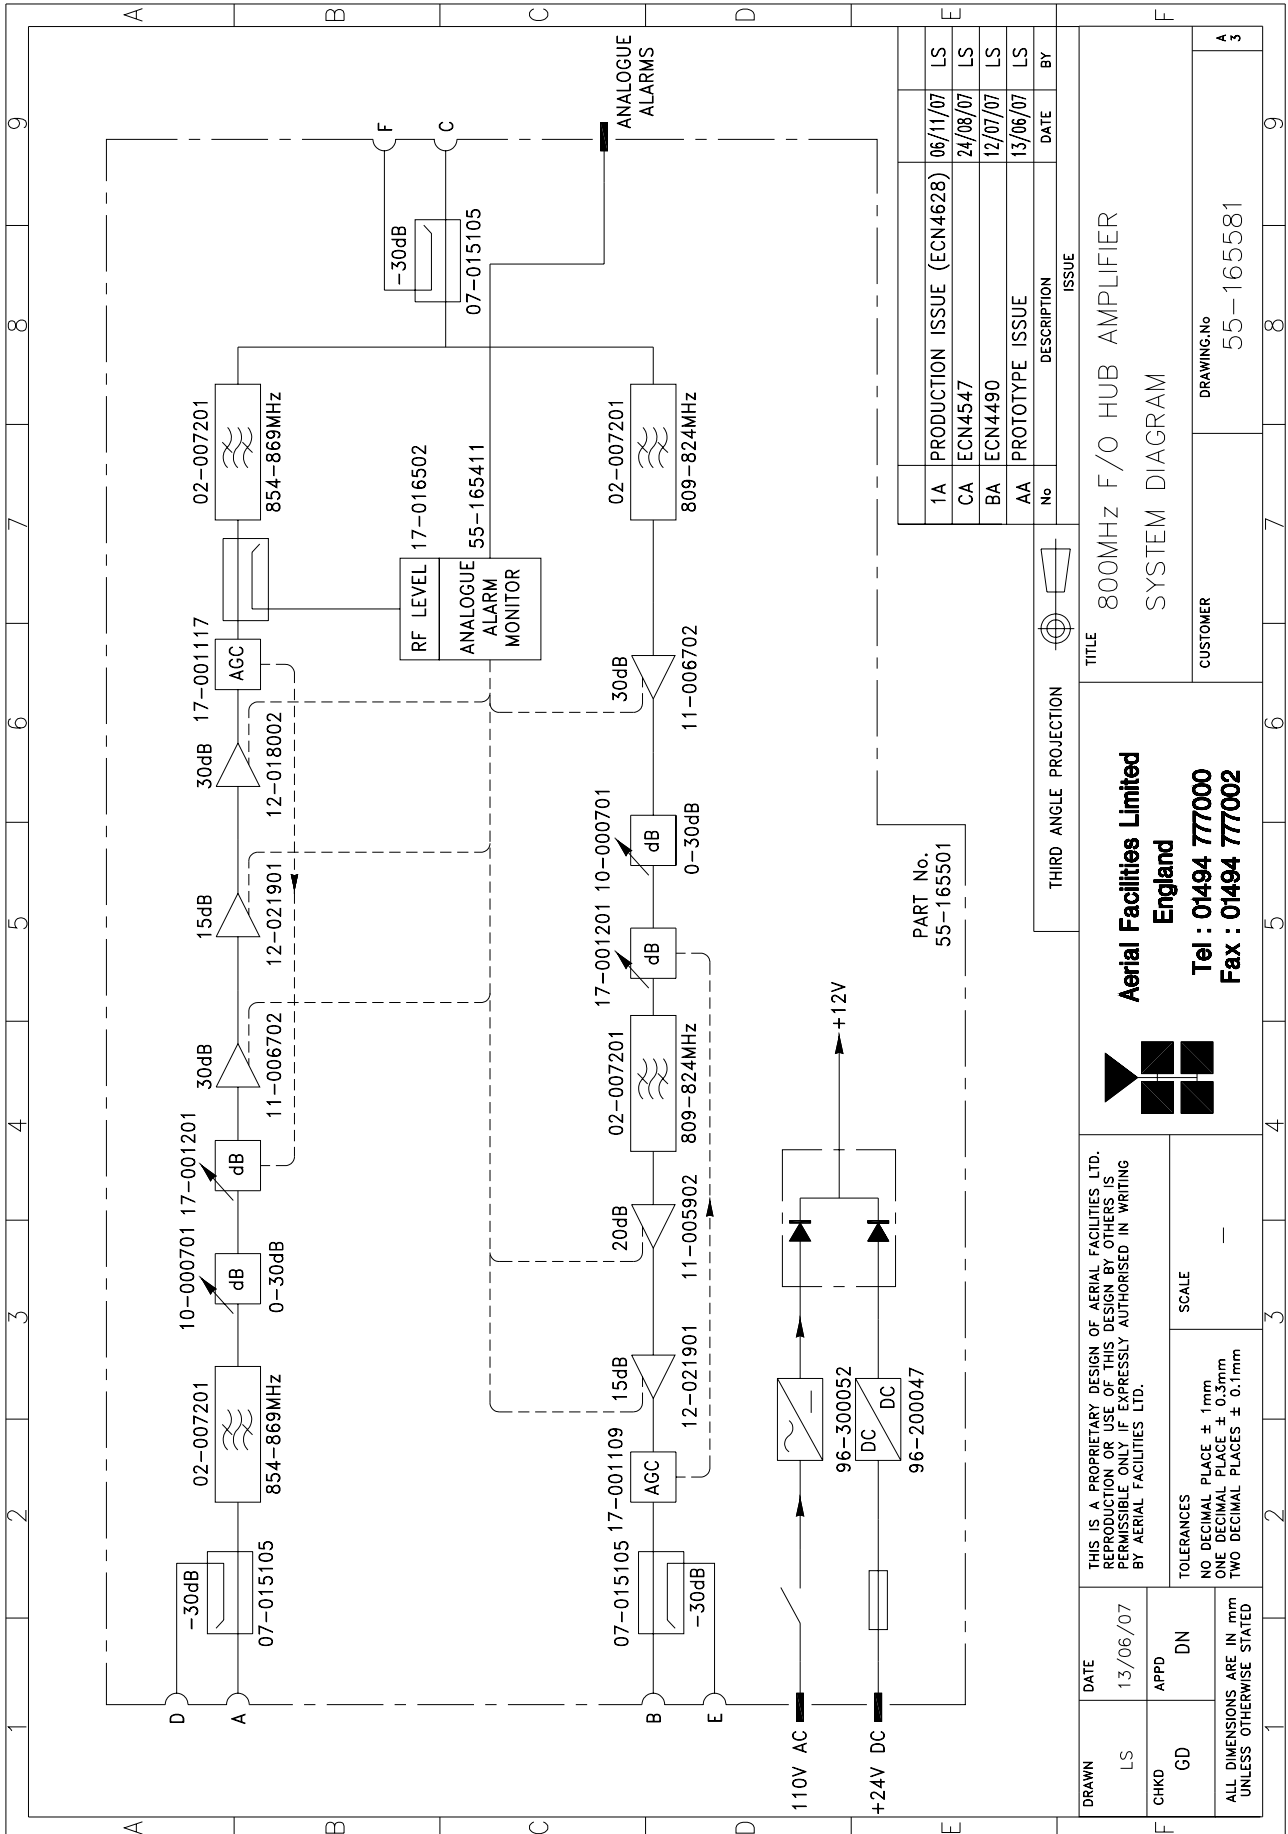 1 2 3 4 5 6 7 8 9
A
B
C
D
E
F
D
A
-30dB
07-015105
02-007201
854-869MHz
10-000701
dB
0-30dB
17-001201
dB
30dB
11-006702
15dB
12-021901
30dB
12-018002
17-001117
AGC
02-007201
854-869MHz
RF LEVEL
17-016502
ANALOGUE
ALARM
MONITOR
55-165411
-30dB
07-015105
F
C
ANALOGUE
ALARMS
B
E
07-015105
-30dB
17-001109
AGC
15dB
12-021901
20dB
11-005902
02-007201
809-824MHz
17-001201
dB
10-000701
dB
0-30dB
30dB
11-006702
02-007201
809-824MHz
110V AC
96-300052
+24V DC
DC
DC
96-200047
+12V
PART No.
55-165501
1A PRODUCTION ISSUE (ECN4628) 06/11/07 LS
CA ECN4547 24/08/07 LS
BA ECN4490 12/07/07 LS
AA PROTOTYPE ISSUE 13/06/07 LS
No DESCRIPTION DATE BY
ISSUE
THIRD ANGLE PROJECTION
DRAWN
LS
DATE
13/06/07
CHKD
GD
APPD
DN
ALL DIMENSIONS ARE IN mm
UNLESS OTHERWISE STATED
THIS IS A PROPRIETARY DESIGN OF AERIAL FACILITIES LTD.
REPRODUCTION OR USE OF THIS DESIGN BY OTHERS IS
PERMISSIBLE ONLY IF EXPRESSLY AUTHORISED IN WRITING
BY AERIAL FACILITIES LTD.
TOLERANCES
NO DECIMAL PLACE ± 1mm
ONE DECIMAL PLACE ± 0.3mm
TWO DECIMAL PLACES ± 0.1mm
SCALE
—
Aerial Facilities Limited
England
Tel : 01494 777000
Fax : 01494 777002
TITLE
800MHz F/O HUB AMPLIFIER
SYSTEM DIAGRAM
CUSTOMER
DRAWING.No
55-165581
A
3
A
B
C
D
E
F
1 2 3 4 5 6 7 8 9